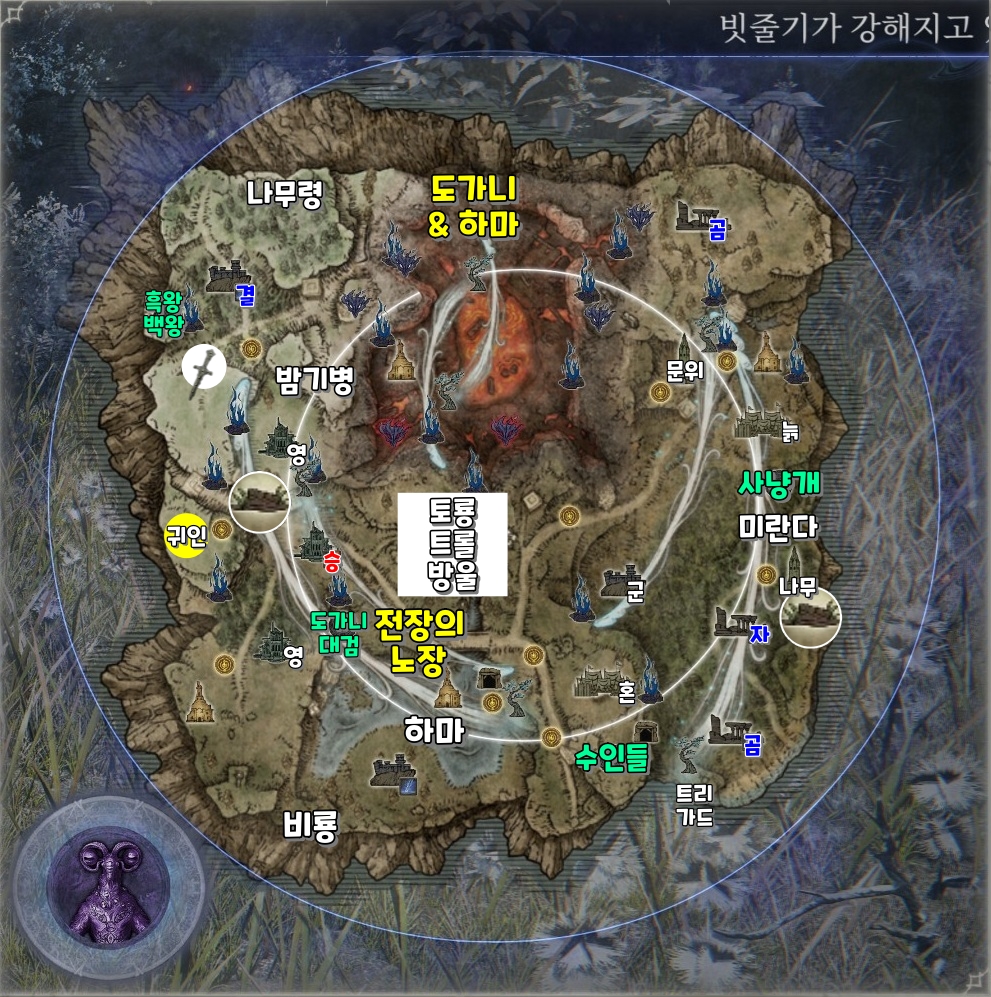 빗줄기가 강해지고
나무령
도가니
& 하마
곰
결
흑왕
백왕
밤기병
문위
영
늙
사냥개
미란다
토룡
트롤
방울
귀인
승
군
나무
도가니
대검
전장의
노장
자
영
혼
하마
수인들
곰
트리
가드
비룡